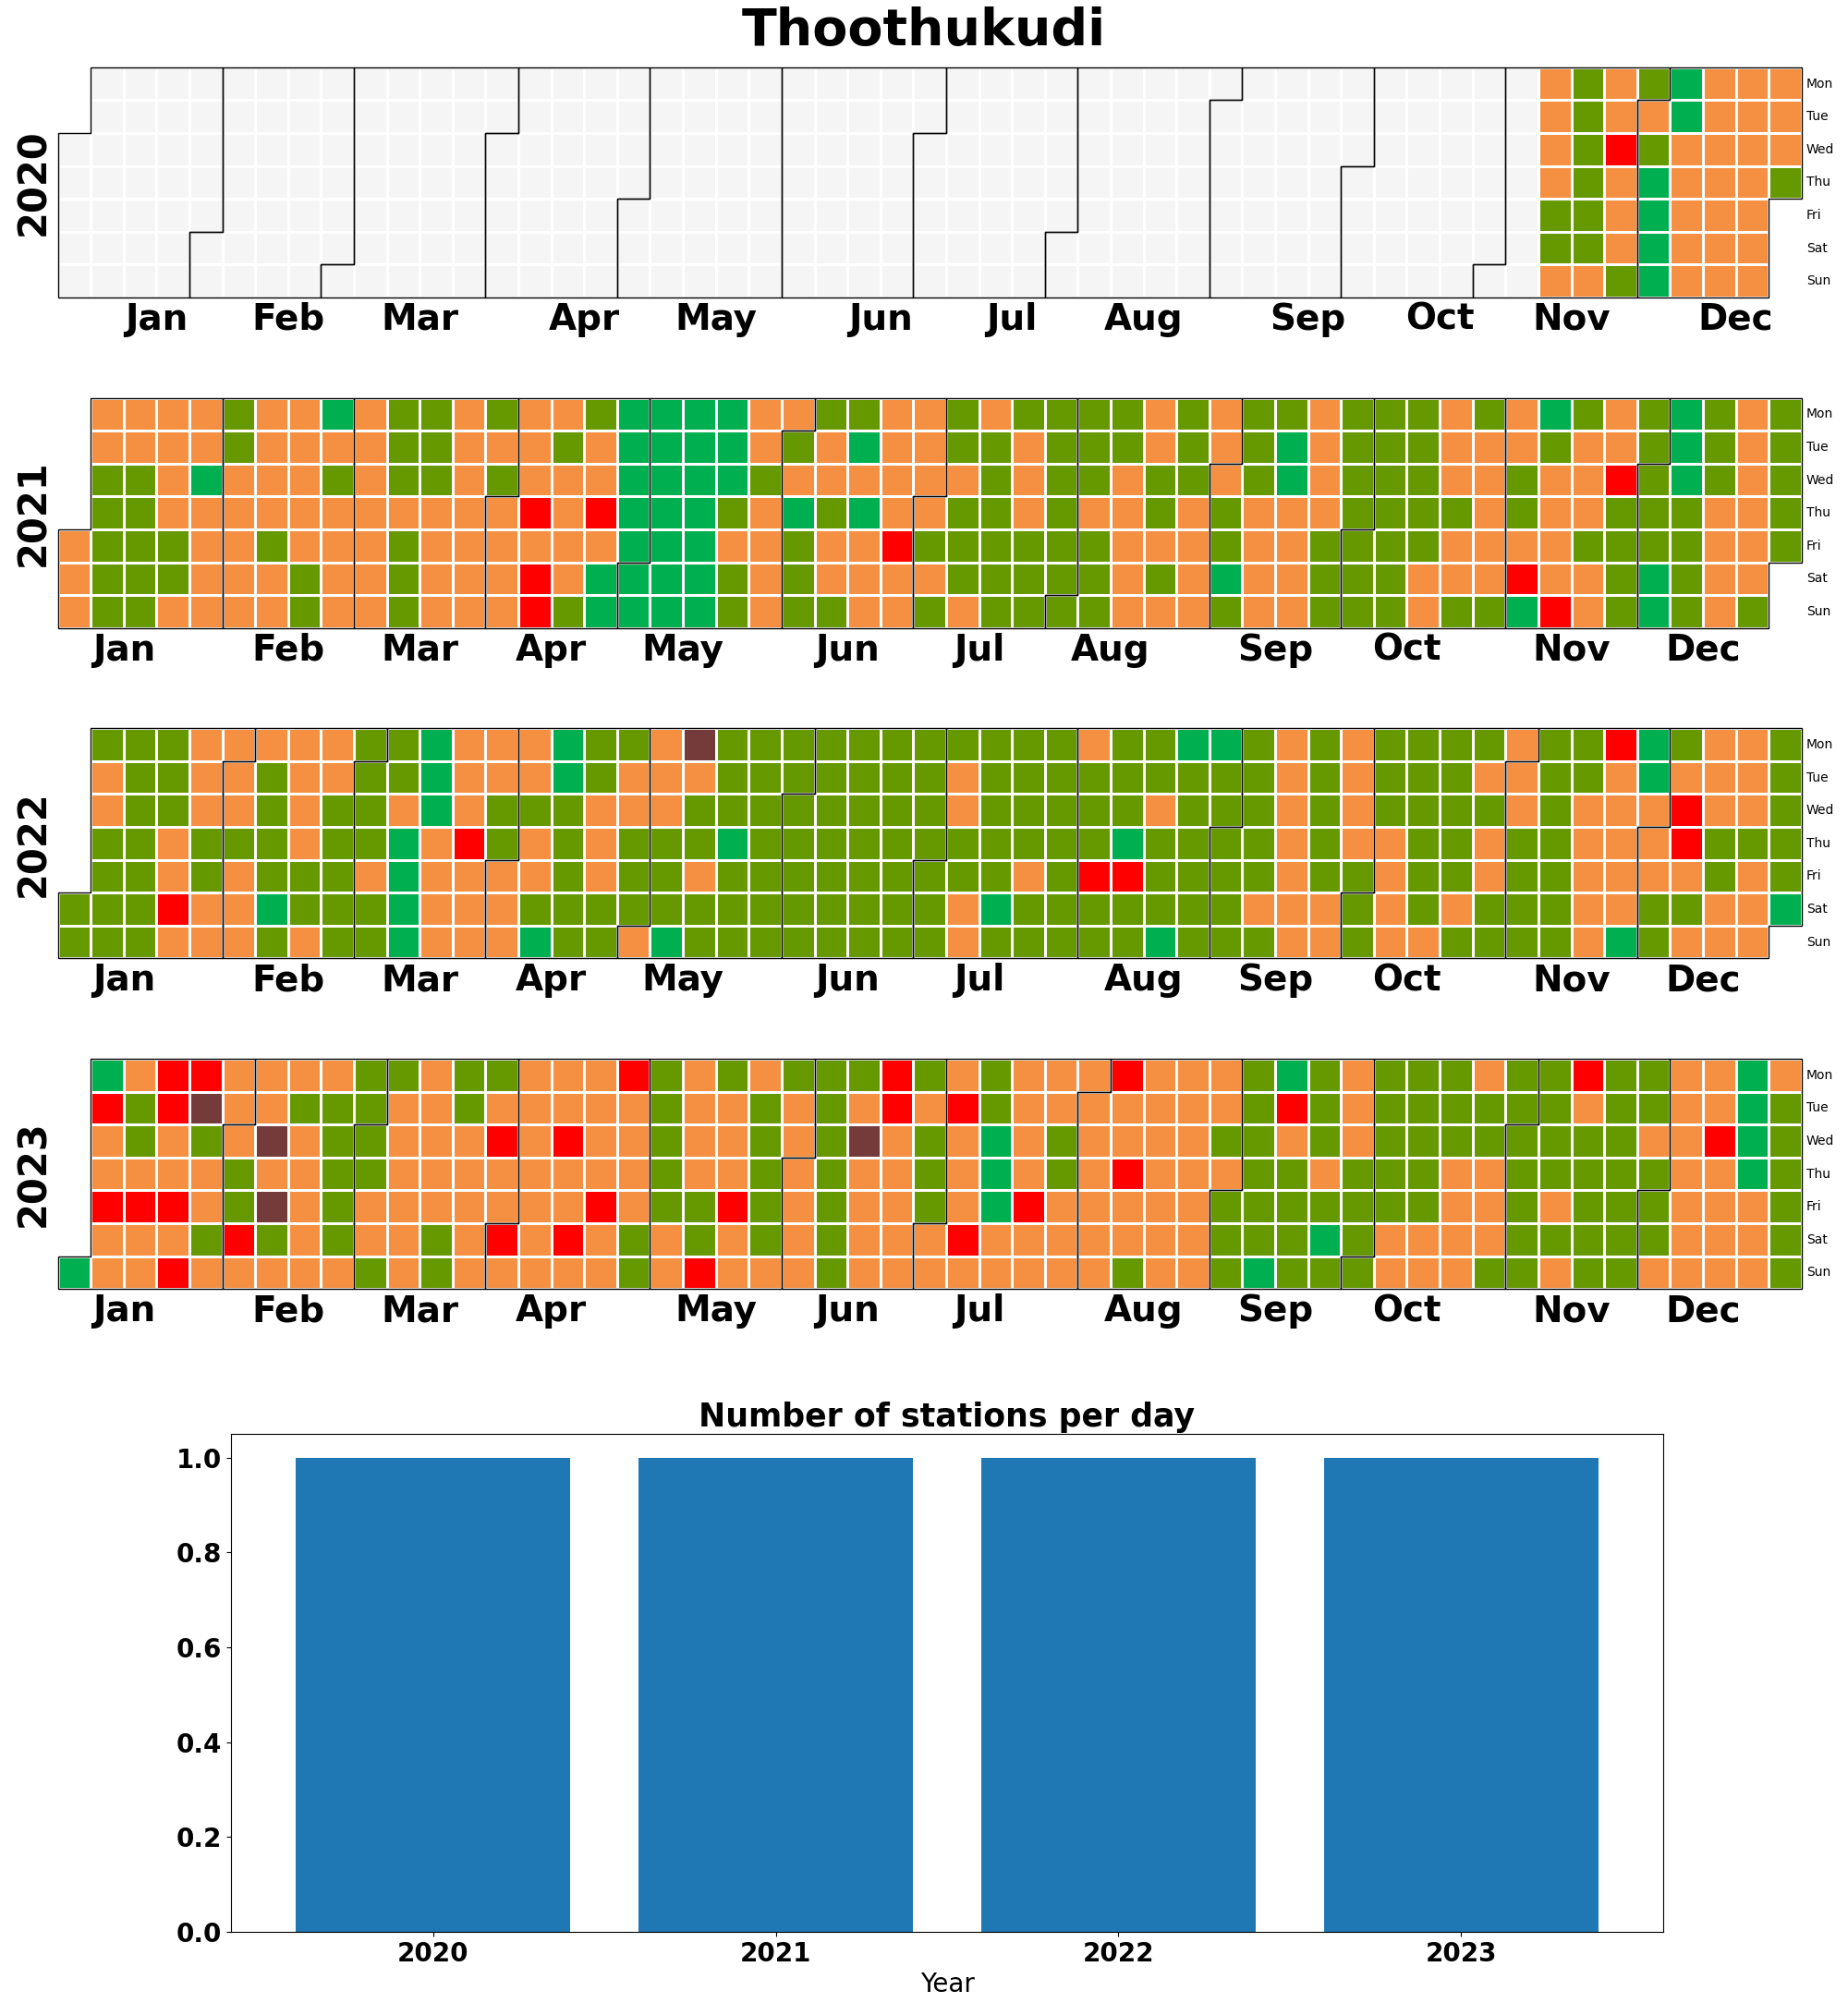 Thoothukudi
2020
Mon
Tue
Wed
Thu
Fri
Sat
Sun
Jan Feb Mar Apr May Jun Jul Aug Sep Oct Nov Dec
2021
Mon
Tue
Wed
Thu
Fri
Sat
Sun
Jan Feb Mar Apr May Jun Jul Aug Sep Oct Nov Dec
2022
Mon
Tue
Wed
Thu
Fri
Sat
Sun
Jan Feb Mar Apr May Jun Jul Aug Sep Oct Nov Dec
2023
Mon
Tue
Wed
Thu
Fri
Sat
Sun
Jan Feb Mar Apr May Jun Jul Aug Sep Oct Nov Dec
Number of stations per day
1.0
0.8
0.6
0.4
0.2
0.0
2020 2021 2022 2023
Year